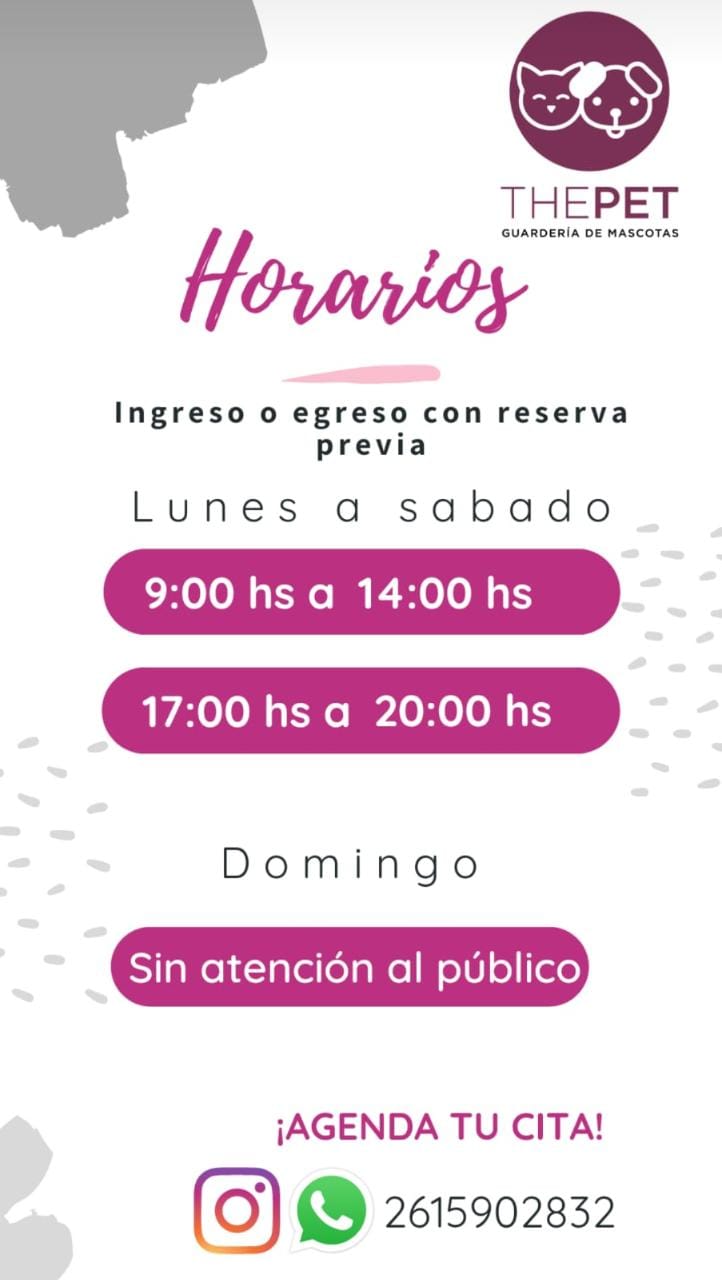 THEPET
GUARDERÍA DE MASCOTAS
Horarios
Ingreso o egreso con reserva
previa
Lunes a sabado
9:00 hs a 14:00 hs
17:00 hs a 20:00 hs
Domingo
Sin atención al público
¡AGENDA TU CITA!
2615902832